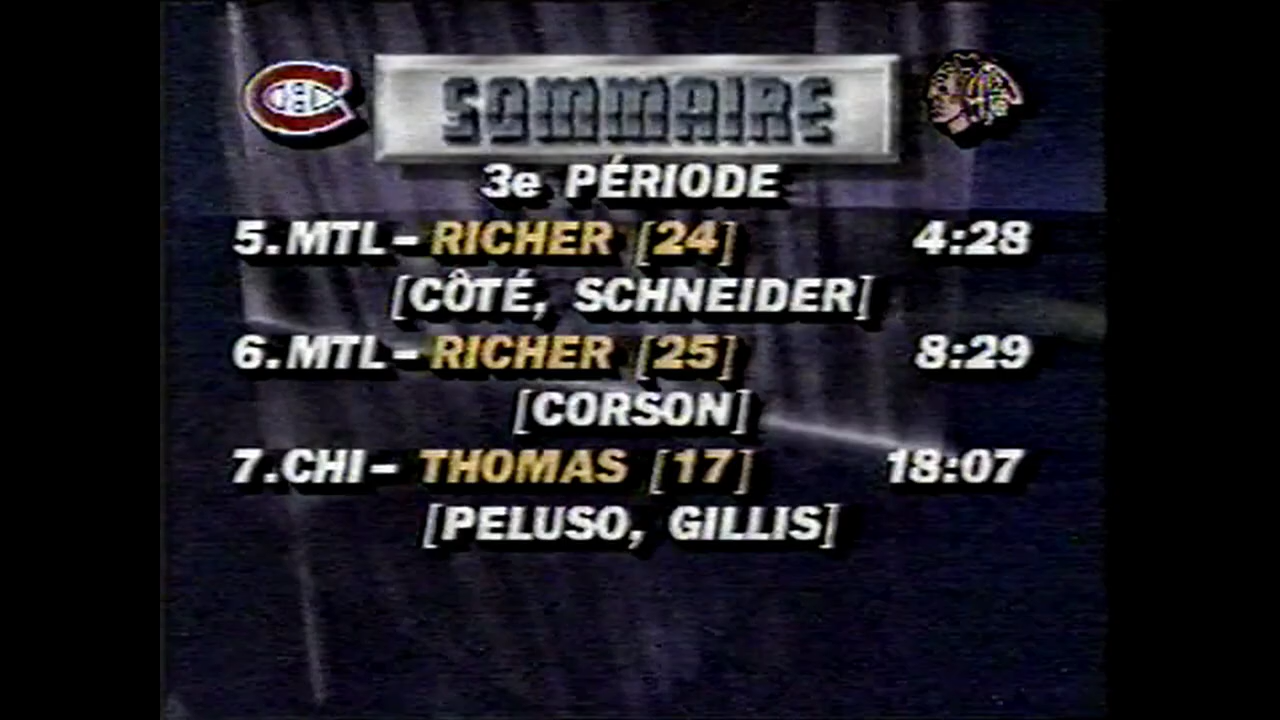 SOMMAIRE
3e PÉRIODE
5.MTL– RICHER [24] 4:28
[CÔTÉ, SCHNEIDER]
6.MTL– RICHER [25] 8:29
[CORSON]
7.CHI– THOMAS [17] 18:07
[PELUSO, GILLIS]